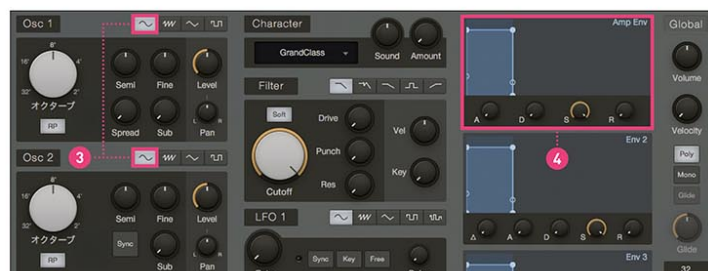 Osc 1
8'
16'
4'
32'
2'
オクターブ
RP
Semi
Fine
Level
Spread
Sub
L
R
Pan
3
Osc 2
8'
16'
4'
32'
2'
オクターブ
RP
Semi
Fine
Level
Sync
Sub
L
R
Pan
Character
GrandClass
Sound
Amount
Filter
Soft
Drive
Punch
Res
Cutoff
Vel
Key
LFO 1
Sync
Key
Free
Amp Env
A
D
S
R
4
Env 2
Δ
A
D
S
R
Env 3
Global
Volume
Velocity
Poly
Mono
Glide
Glide
32